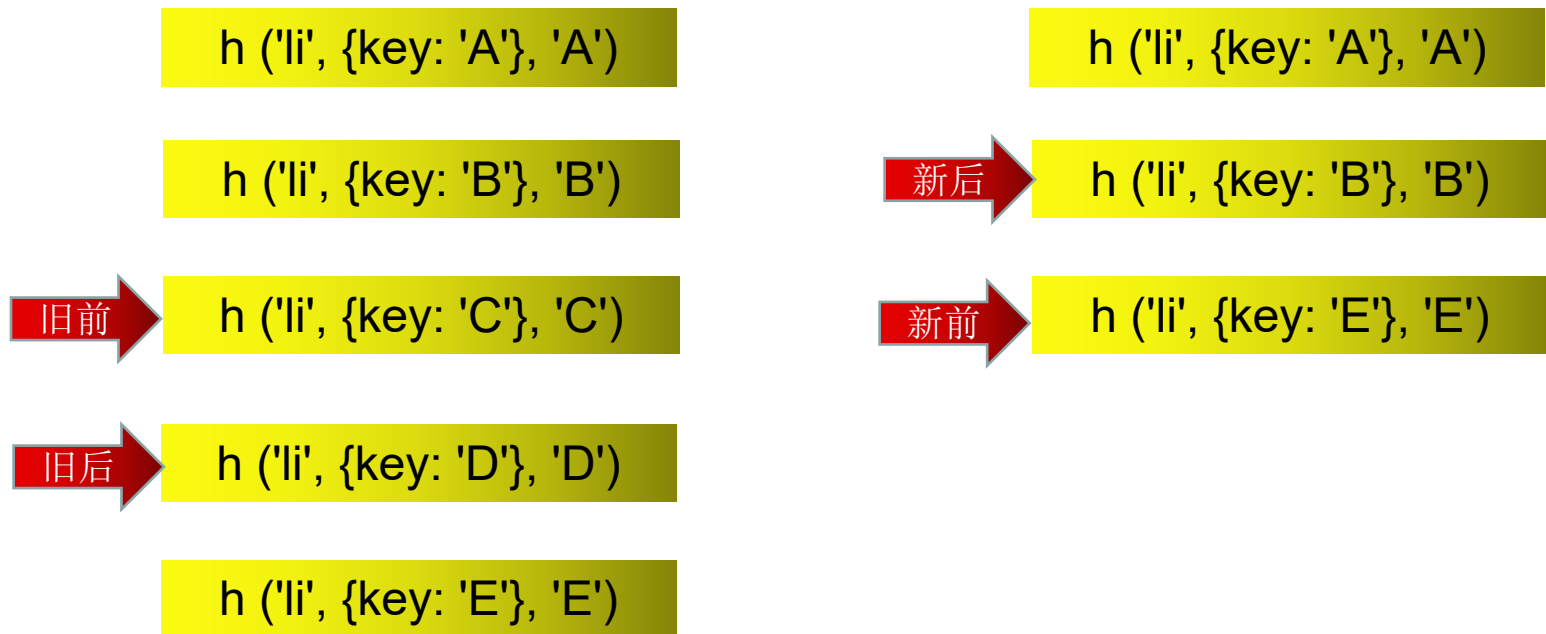 h ('li', {key: 'A'}, 'A')
h ('li', {key: 'B'}, 'B')
旧前
h ('li', {key: 'C'}, 'C')
旧后
h ('li', {key: 'D'}, 'D')
h ('li', {key: 'E'}, 'E')
h ('li', {key: 'A'}, 'A')
新后
h ('li', {key: 'B'}, 'B')
新前
h ('li', {key: 'E'}, 'E')